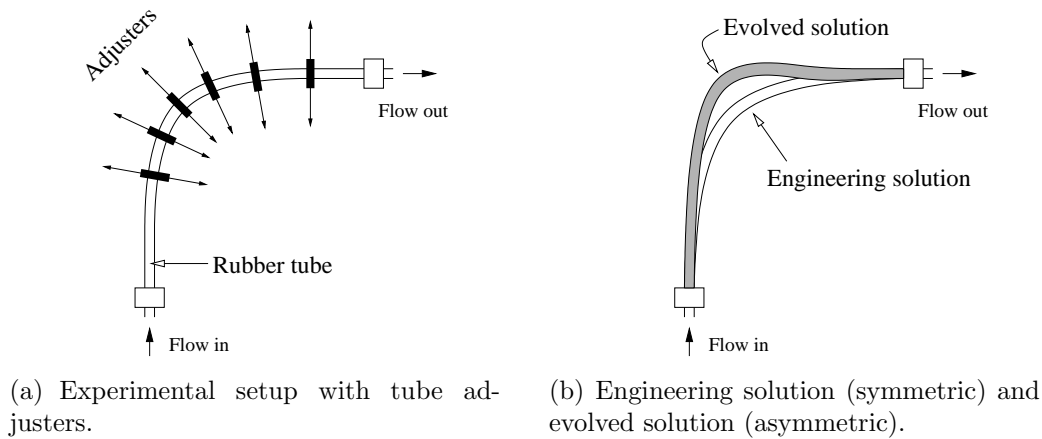 Adjusters
Flow out
Rubber tube
Flow in
(a) Experimental setup with tube ad-
justers.
Evolved solution
Flow out
Engineering solution
Flow in
(b) Engineering solution (symmetric) and
evolved solution (asymmetric).